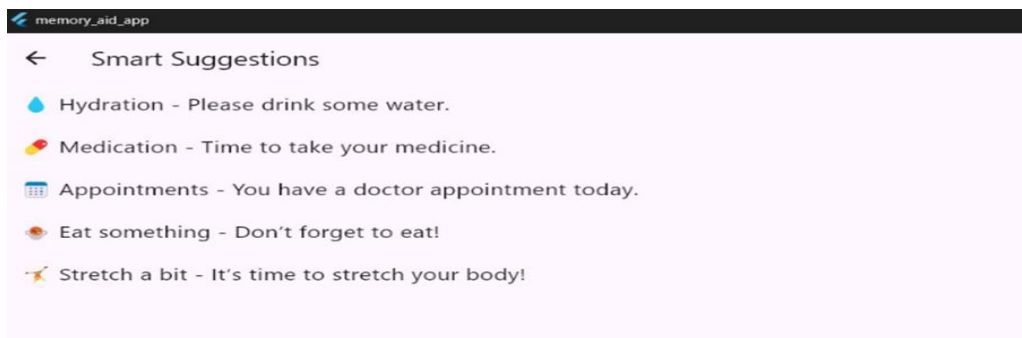 memory_aid_app
Smart Suggestions
Hydration - Please drink some water.
Medication - Time to take your medicine.
Appointments - You have a doctor appointment today.
Eat something - Don't forget to eat!
Stretch a bit - It's time to stretch your body!